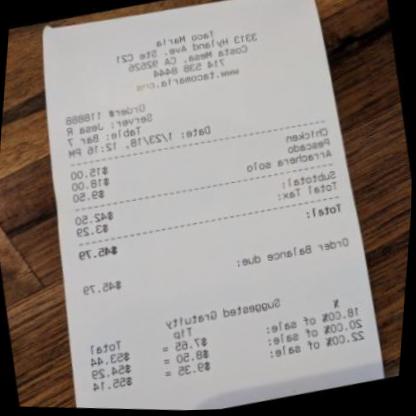 Taco Maria
3313 Hyland Ave. Ste C21
Costa Mesa, CA 92626
714 538 8444
www.tacomaria.com
Order# 118888
Server: Jesa R
Table: Bar 7
Date: 1/23/18, 12:16 PM
Chicken $15.00
Pescado $18.00
Arrachera solo $9.50
Subtotal: $42.50
Total Tax: $3.29
Total: $45.79
Order Balance due: $45.79
Suggested Gratuity
% Tip Total
18.00% of sale: $7.65 = $53.44
20.00% of sale: $8.50 = $54.29
22.00% of sale: $9.35 = $55.14